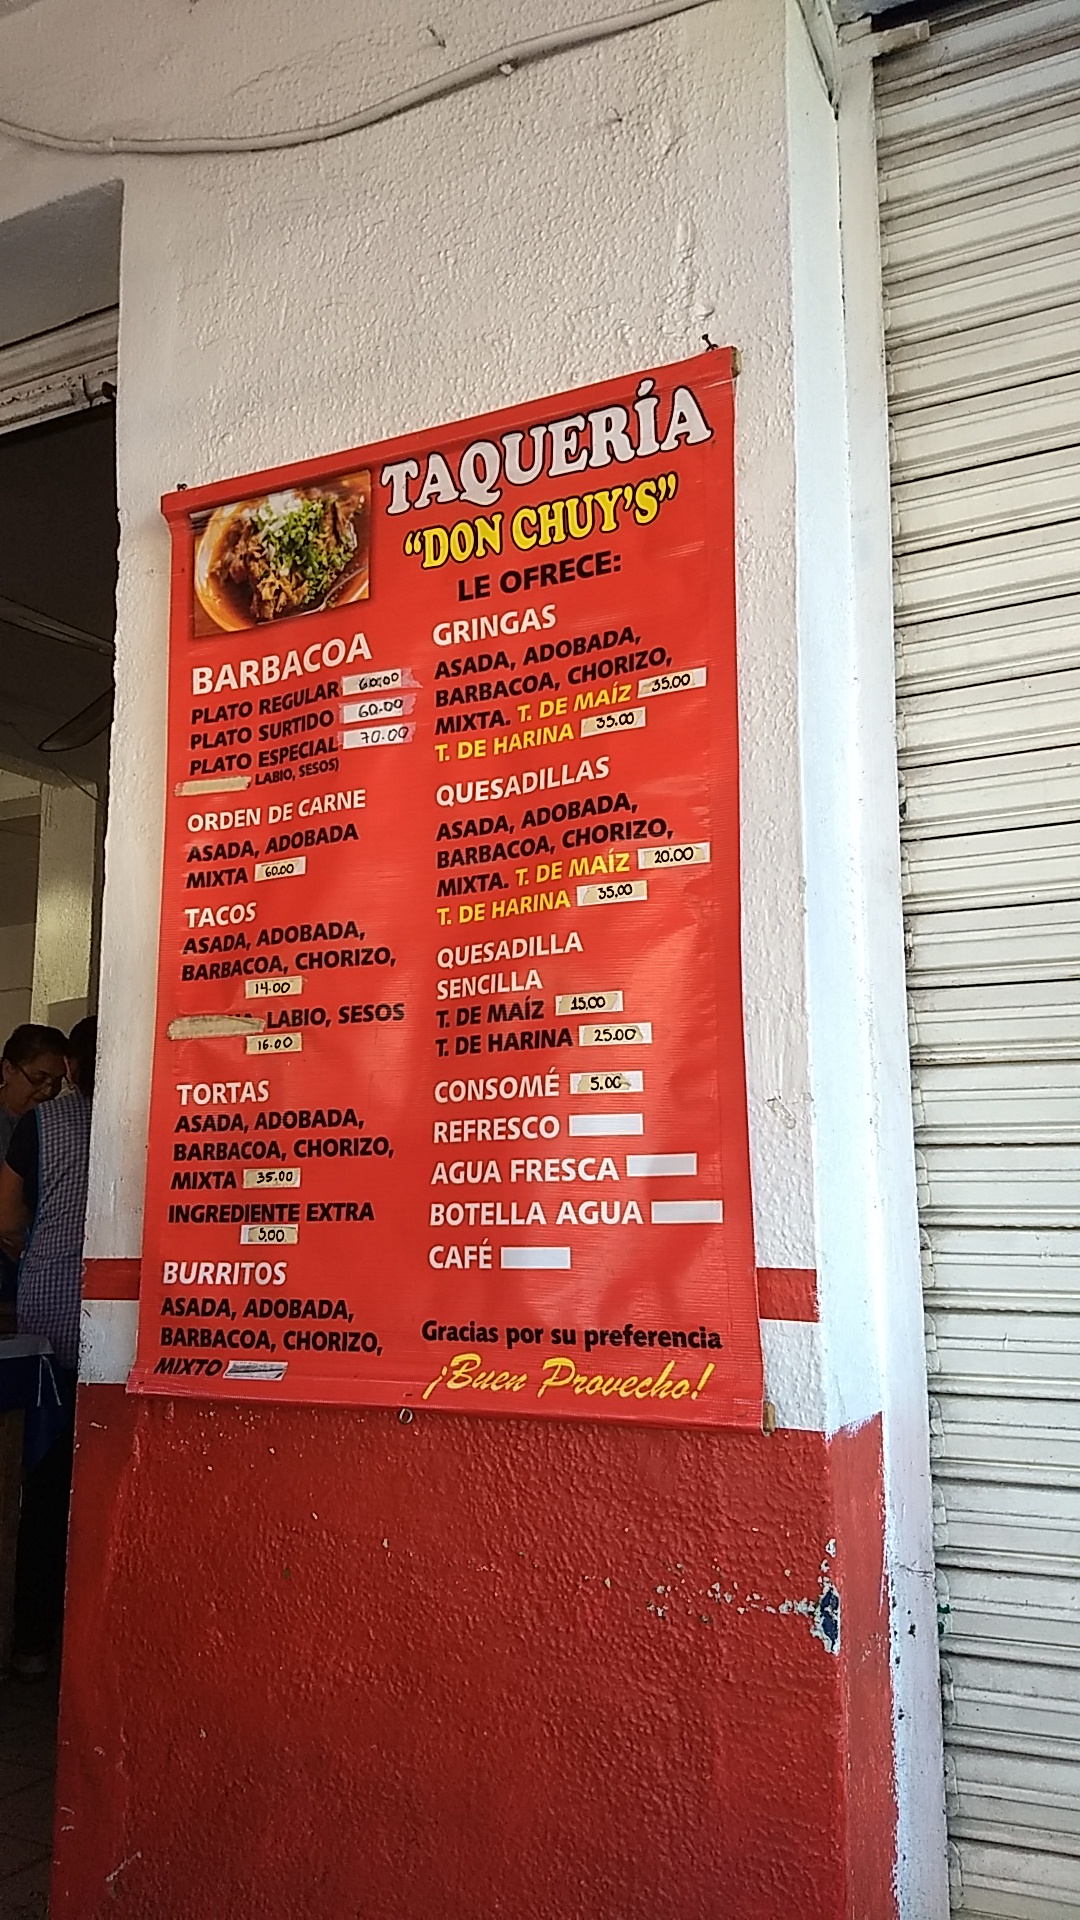 TAQUERÍA
“DON CHUY'S”
LE OFRECE:
BARBACOA
PLATO REGULAR 60.00
PLATO SURTIDO 60.00
PLATO ESPECIAL 70.00
LABIO, SESOS)
ORDEN DE CARNE
ASADA, ADOBADA
MIXTA 60.00
TACOS
ASADA, ADOBADA,
BARBACOA, CHORIZO,
14.00
LABIO, SESOS
16.00
TORTAS
ASADA, ADOBADA,
BARBACOA, CHORIZO,
MIXTA 35.00
INGREDIENTE EXTRA
5.00
BURRITOS
ASADA, ADOBADA,
BARBACOA, CHORIZO,
MIXTO
GRINGAS
ASADA, ADOBADA,
BARBACOA, CHORIZO,
MIXTA. T. DE MAÍZ 35.00
T. DE HARINA 35.00
QUESADILLAS
ASADA, ADOBADA,
BARBACOA, CHORIZO,
MIXTA. T. DE MAÍZ 20.00
T. DE HARINA 35.00
QUESADILLA
SENCILLA
T. DE MAÍZ 15.00
T. DE HARINA 25.00
CONSOMÉ 5.00
REFRESCO
AGUA FRESCA
BOTELLA AGUA
CAFÉ
Gracias por su preferencia
¡Buen Provecho!